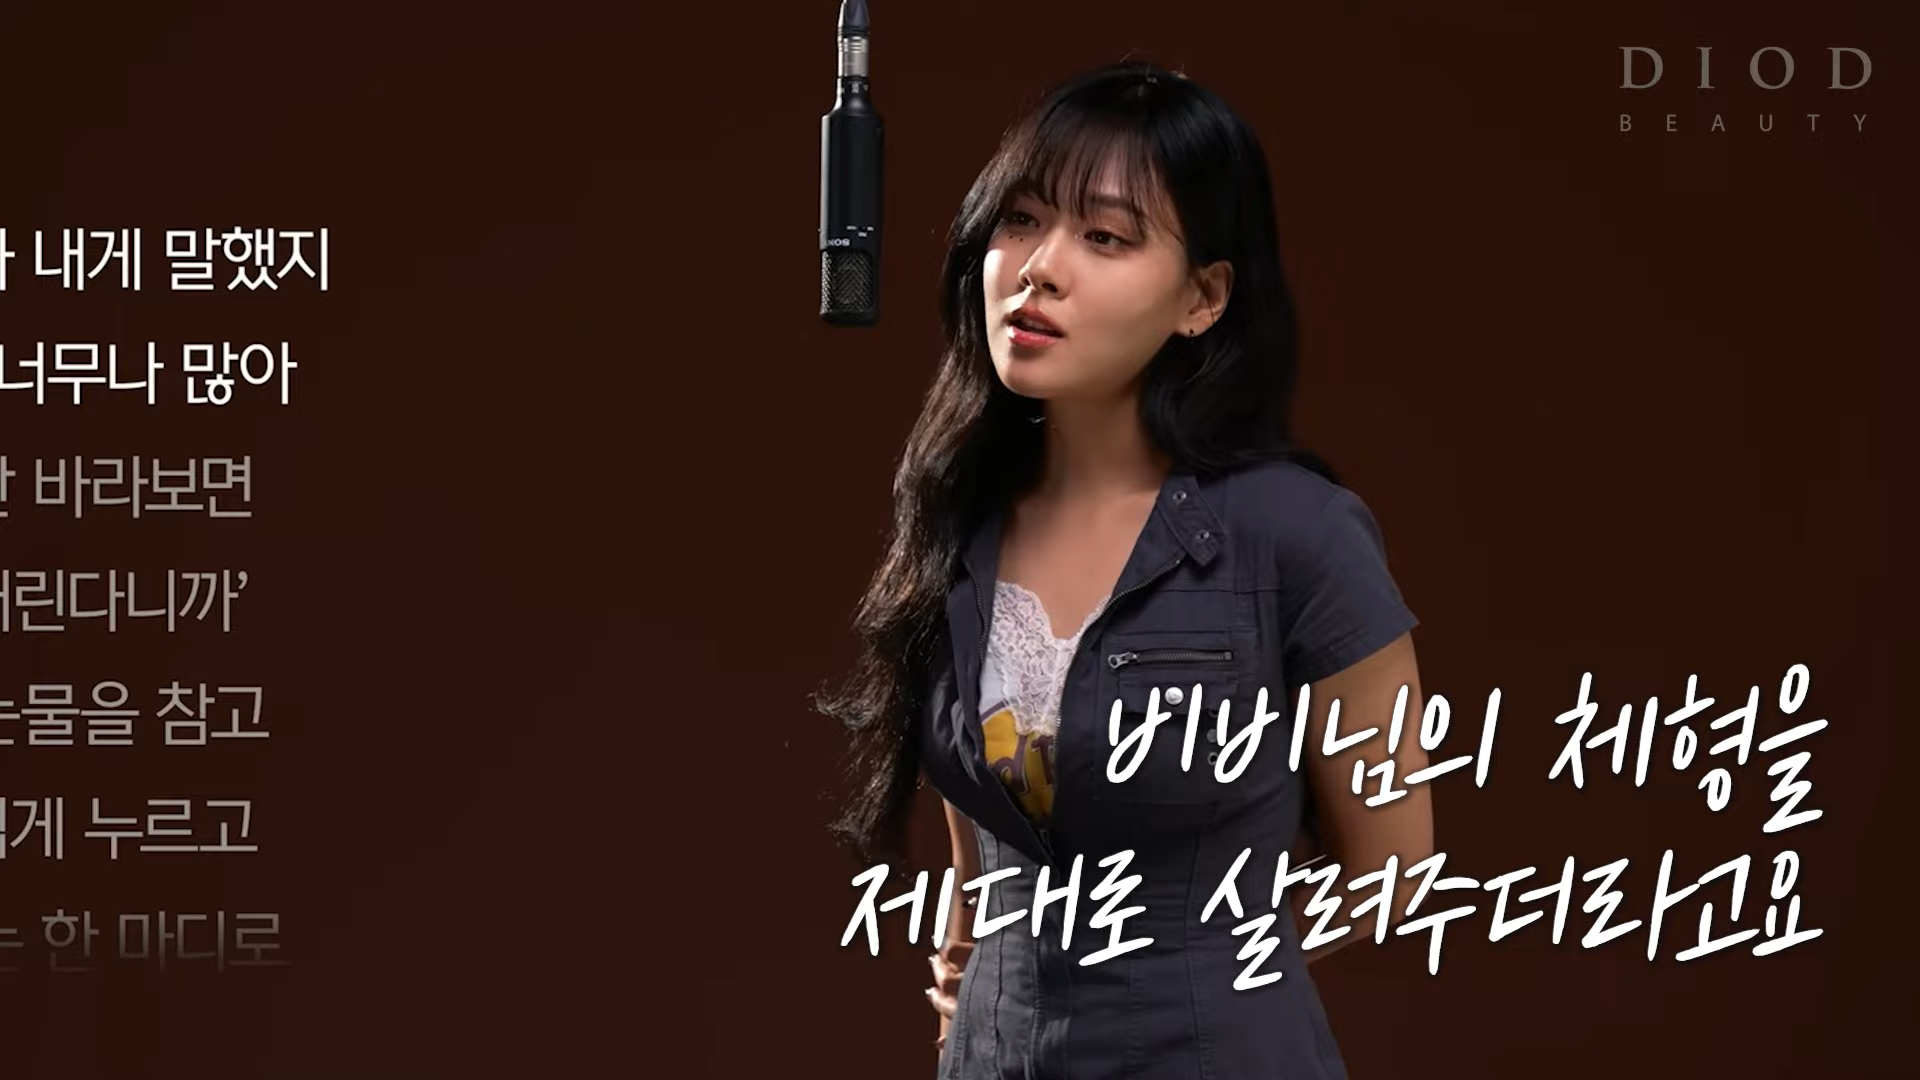 DIOD
BEAUTY
내게 말했지
너무나 많아
바라보면
린다니까’
눈물을 참고
게 누르고
는 한 마디로
SONY
비비님의 체형을
제대로 살려주더라고요